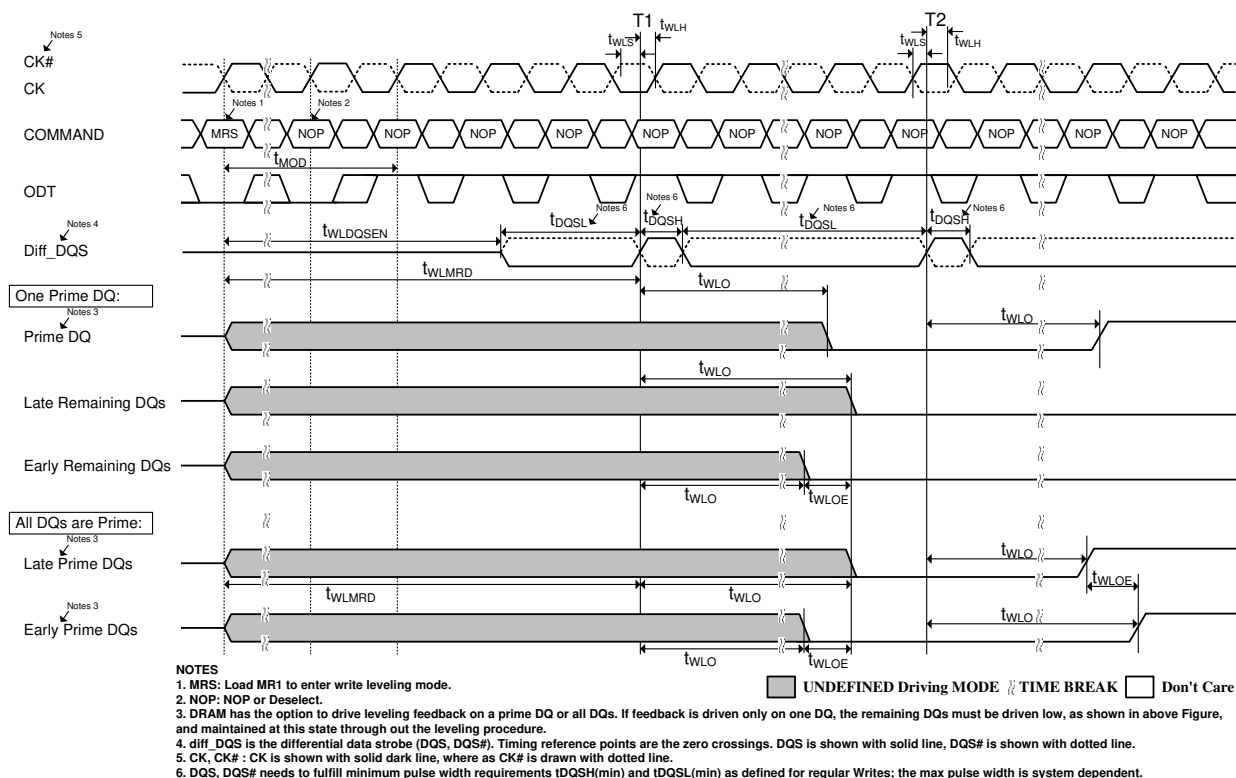 T1 T2
tWLS tWLH tWLS tWLH
Notes 5
CK#
CK
Notes 1 Notes 2
COMMAND MRS NOP NOP NOP NOP NOP NOP NOP NOP NOP NOP NOP
tMOD
ODT
Notes 6 Notes 6 Notes 6 Notes 6
tDQSL tDQSH tDQSL tDQSH
Notes 4
Diff_DQS
tWLDQSEN
tWLMRD
tWLO
One Prime DQ:
Notes 3
Prime DQ
tWLO
tWLO
Late Remaining DQs
Early Remaining DQs
tWLO tWLOE
All DQs are Prime:
Notes 3
Late Prime DQs
tWLO
tWLOE
tWLMRD tWLO
Notes 3
Early Prime DQs
tWLO
tWLO tWLOE
NOTES
1. MRS: Load MR1 to enter write leveling mode.
UNDEFINED Driving MODE TIME BREAK Don't Care
2. NOP: NOP or Deselect.
3. DRAM has the option to drive leveling feedback on a prime DQ or all DQs. If feedback is driven only on one DQ, the remaining DQs must be driven low, as shown in above Figure,
and maintained at this state through out the leveling procedure.
4. diff_DQS is the differential data strobe (DQS, DQS#). Timing reference points are the zero crossings. DQS is shown with solid line, DQS# is shown with dotted line.
5. CK, CK# : CK is shown with solid dark line, where as CK# is drawn with dotted line.
6. DQS, DQS# needs to fulfill minimum pulse width requirements tDQSH(min) and tDQSL(min) as defined for regular Writes; the max pulse width is system dependent.